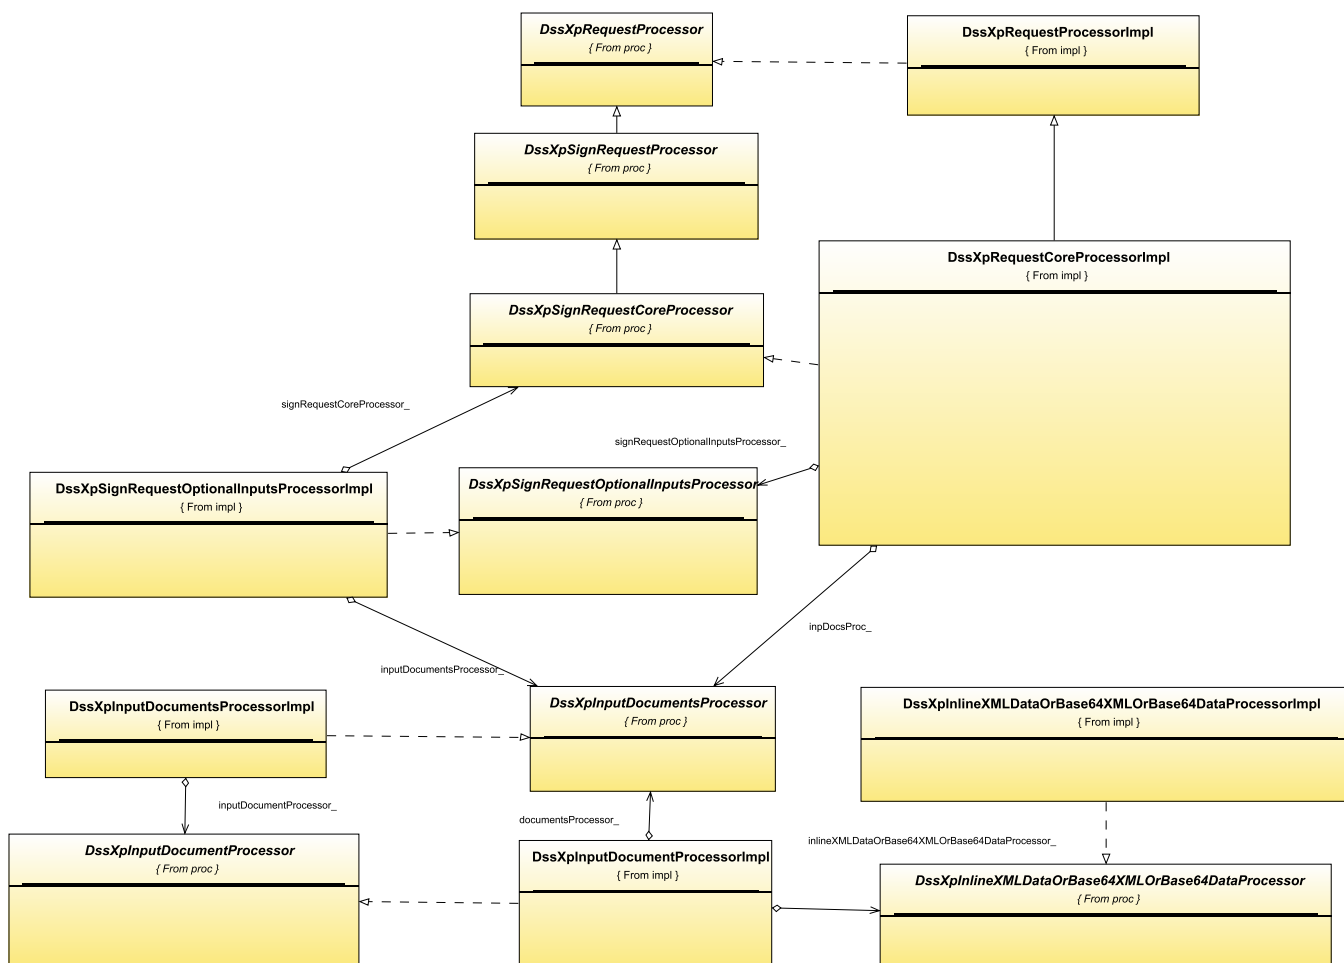 DssXpRequestProcessor
{ From proc }
DssXpRequestProcessorImpl
{ From impl }
DssXpSignRequestProcessor
{ From proc }
DssXpRequestCoreProcessorImpl
{ From impl }
DssXpSignRequestCoreProcessor
{ From proc }
signRequestCoreProcessor_
signRequestOptionalInputsProcessor_
DssXpSignRequestOptionalInputsProcessorImpl
{ From impl }
DssXpSignRequestOptionalInputsProcessor
{ From proc }
inpDocsProc_
inputDocumentsProcessor_
DssXpInputDocumentsProcessorImpl
{ From impl }
DssXpInputDocumentsProcessor
{ From proc }
DssXpInlineXMLDataOrBase64XMLOrBase64DataProcessorImpl
{ From impl }
inputDocumentProcessor_
documentsProcessor_
inlineXMLDataOrBase64XMLOrBase64DataProcessor_
DssXpInputDocumentProcessor
{ From proc }
DssXpInputDocumentProcessorImpl
{ From impl }
DssXpInlineXMLDataOrBase64XMLOrBase64DataProcessor
{ From proc }